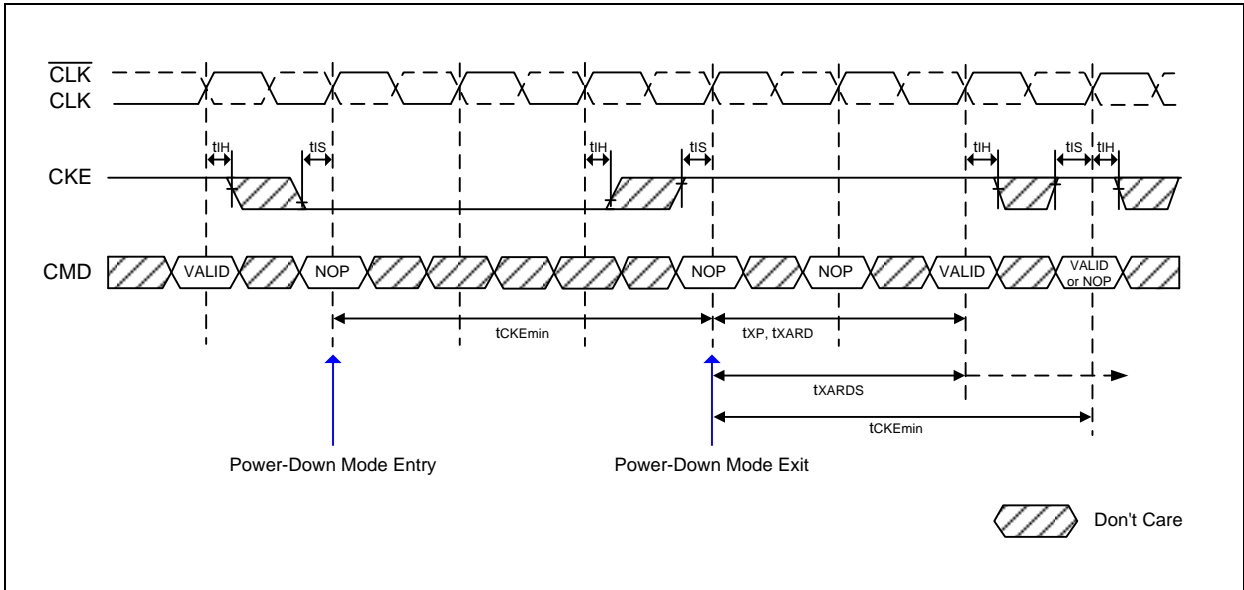 CLK
CLK
tIH tIS tIH tIS tIH tIS tIH
CKE
CMD VALID NOP NOP NOP VALID VALID or NOP
tCKEmin tXP, tXARD
tXARDS
tCKEmin
Power-Down Mode Entry Power-Down Mode Exit
Don't Care